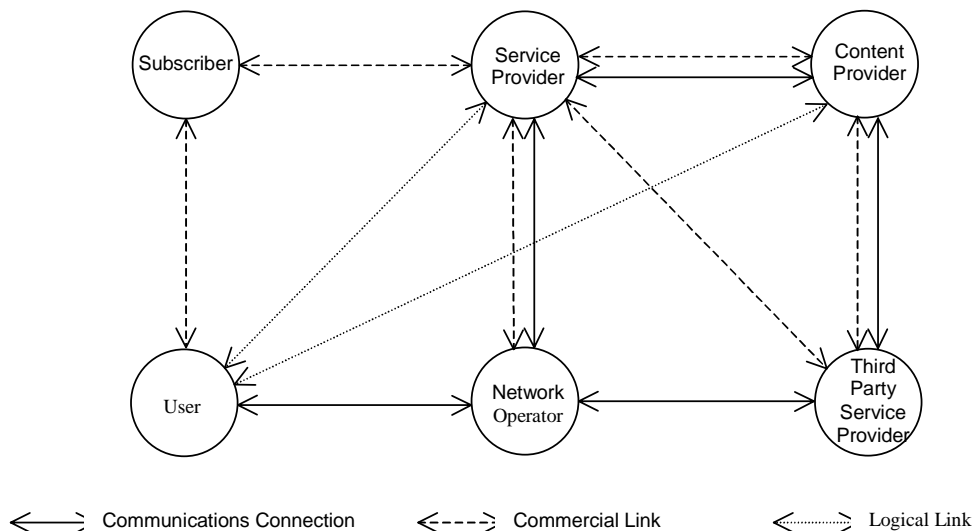 Subscriber
Service
Provider
Content
Provider
User
Network
Operator
Third
Party
Service
Provider
Communications Connection
Commercial Link
Logical Link